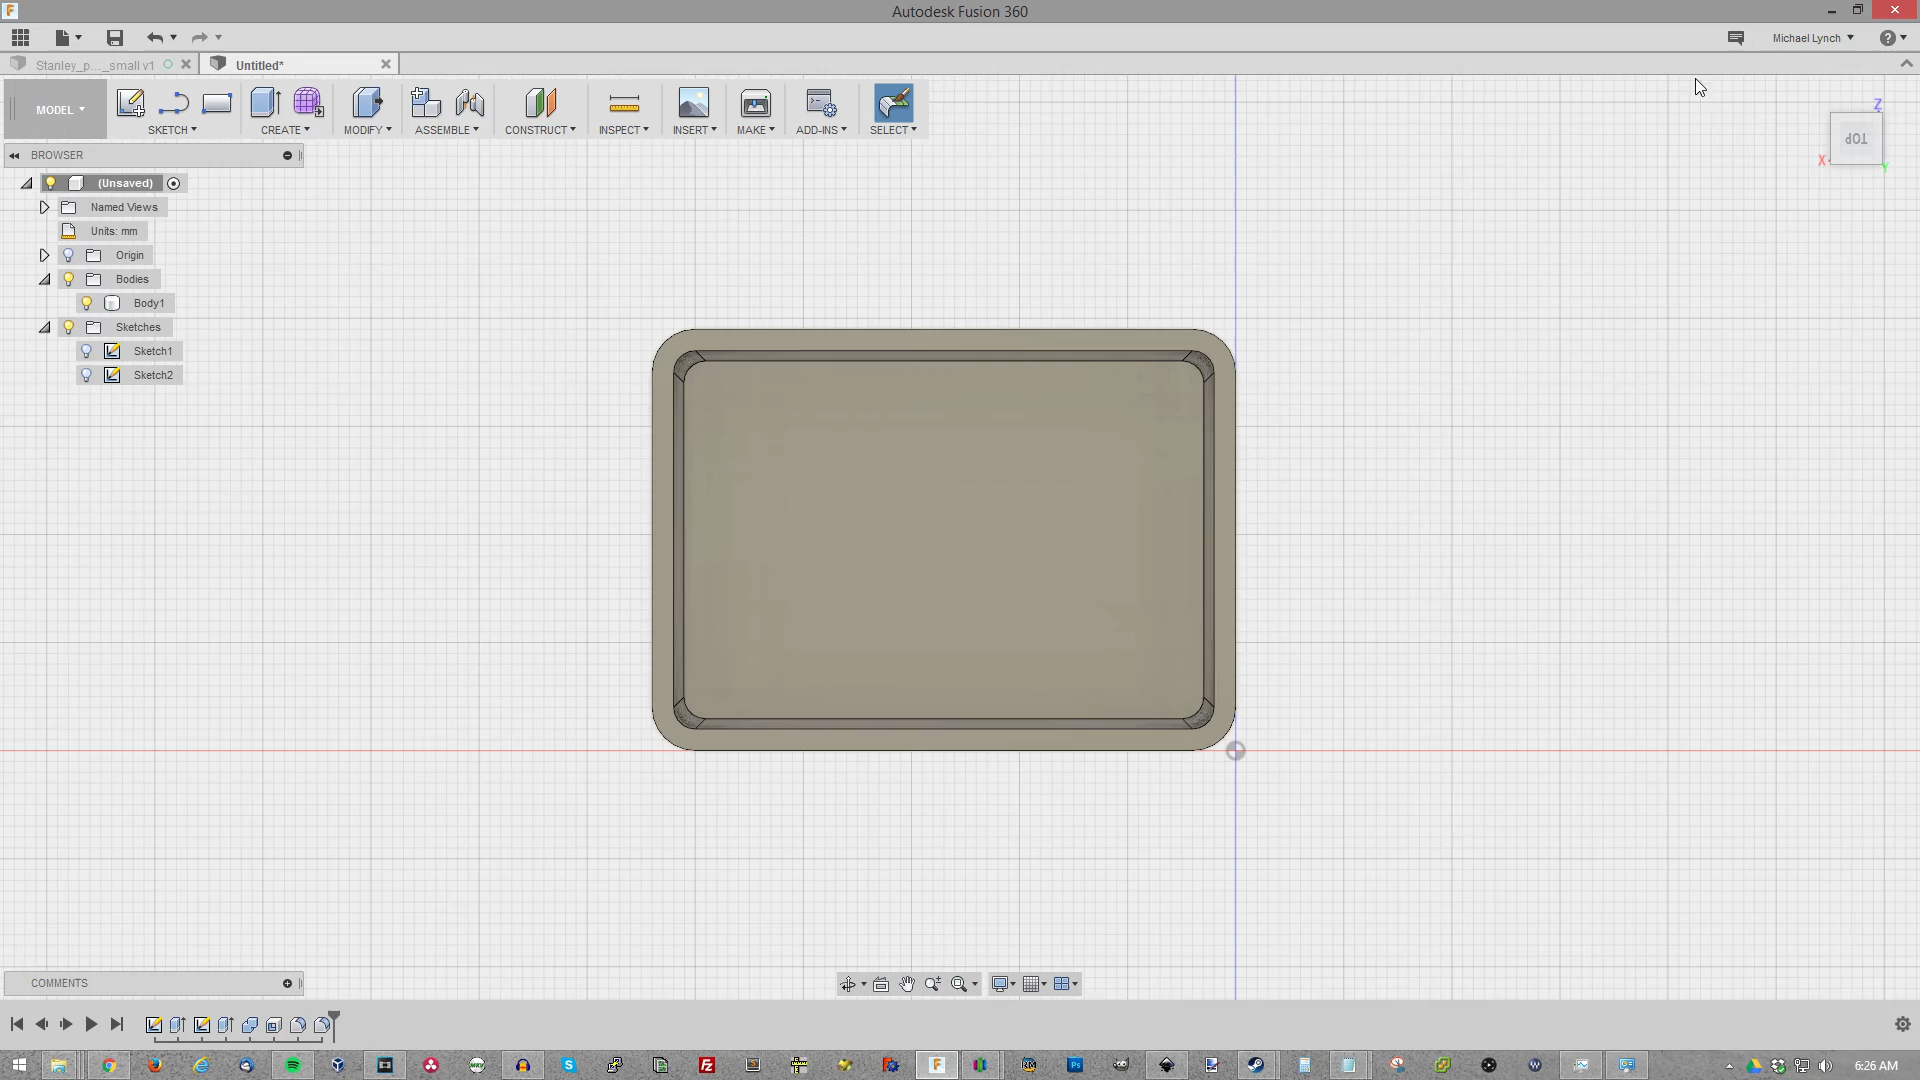 Autodesk Fusion 360
Michael Lynch
Stanley_p..._small v1
Untitled*
MODEL
SKETCH
CREATE
MODIFY
ASSEMBLE
CONSTRUCT
INSPECT
INSERT
MAKE
ADD-INS
SELECT
Z
TOP
X
Y
BROWSER
(Unsaved)
Named Views
Units: mm
Origin
Bodies
Body1
Sketches
Sketch1
Sketch2
COMMENTS
6:26 AM